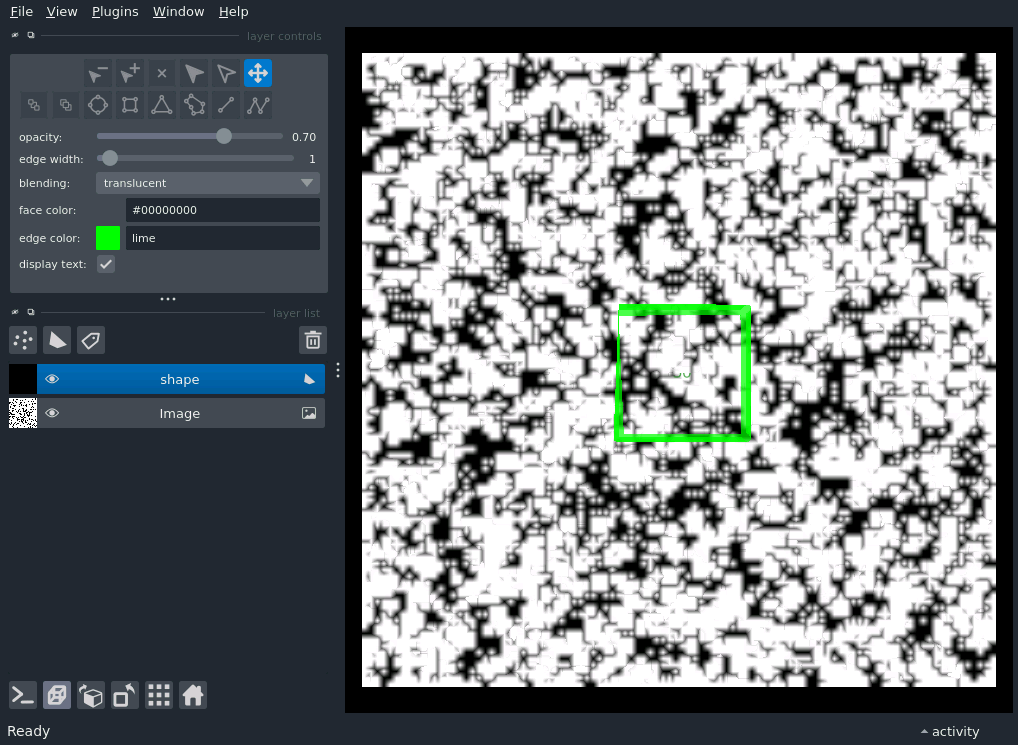 File View Plugins Window Help
layer controls
opacity: 0.70
edge width: 1
blending: translucent
face color: #00000000
edge color: lime
display text:
layer list
shape
Image
Ready
activity